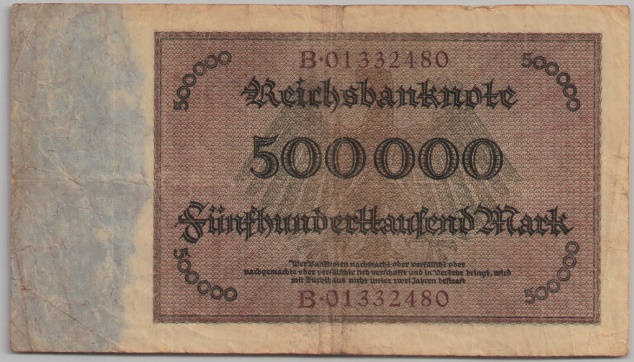 B·01332480
500000 500000
Reichsbanknote
500000
Fünfhunderttausend Mark
"Wer Banknoten nachmacht oder verfälscht oder
nachgemachte oder verfälschte sich verschafft und in Verkehr bringt, wird
mit Zuchthaus nicht unter zwei Jahren bestraft"
500000 500000
B·01332480